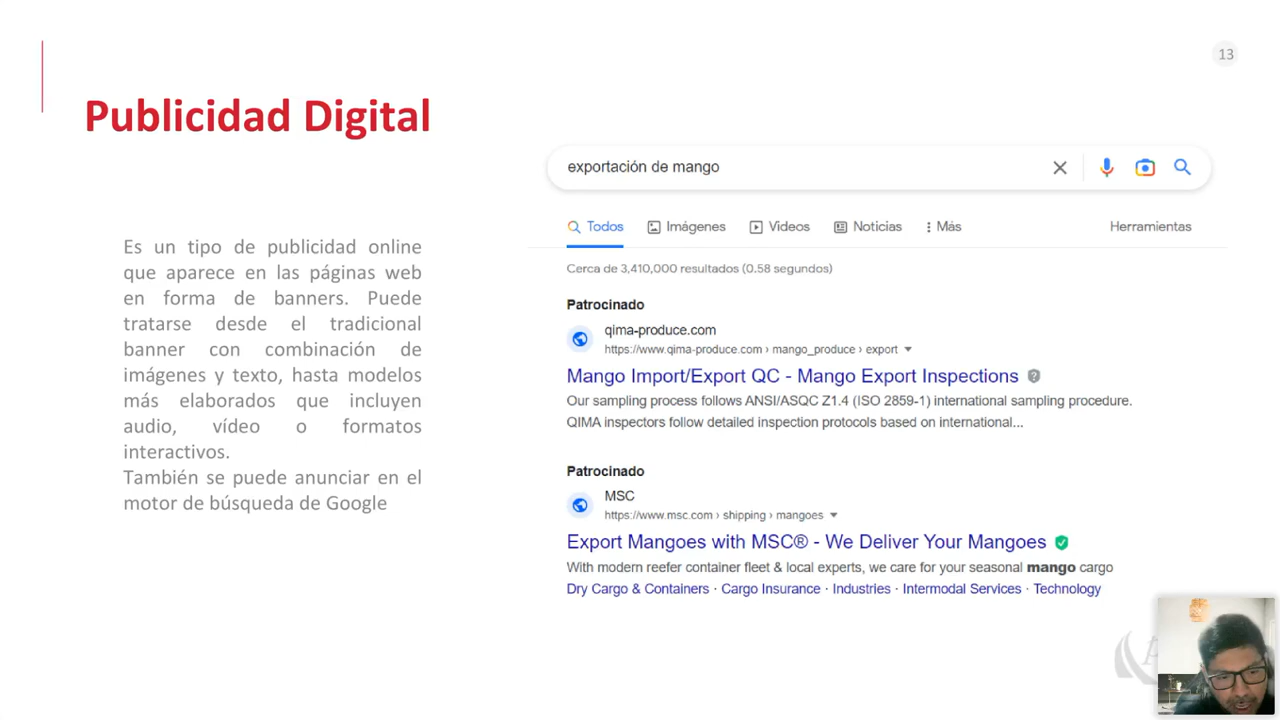 13
Publicidad Digital
Es un tipo de publicidad online
que aparece en las páginas web
en forma de banners. Puede
tratarse desde el tradicional
banner con combinación de
imágenes y texto, hasta modelos
más elaborados que incluyen
audio, vídeo o formatos
interactivos.
También se puede anunciar en el
motor de búsqueda de Google
exportación de mango
Todos Imágenes Videos Noticias Más Herramientas
Cerca de 3,410,000 resultados (0.58 segundos)
Patrocinado
qima-produce.com
https://www.qima-produce.com › mango_produce › export
Mango Import/Export QC - Mango Export Inspections
Our sampling process follows ANSI/ASQC Z1.4 (ISO 2859-1) international sampling procedure.
QIMA inspectors follow detailed inspection protocols based on international...
Patrocinado
MSC
https://www.msc.com › shipping › mangoes
Export Mangoes with MSC® - We Deliver Your Mangoes
With modern reefer container fleet & local experts, we care for your seasonal mango cargo
Dry Cargo & Containers · Cargo Insurance · Industries · Intermodal Services · Technology